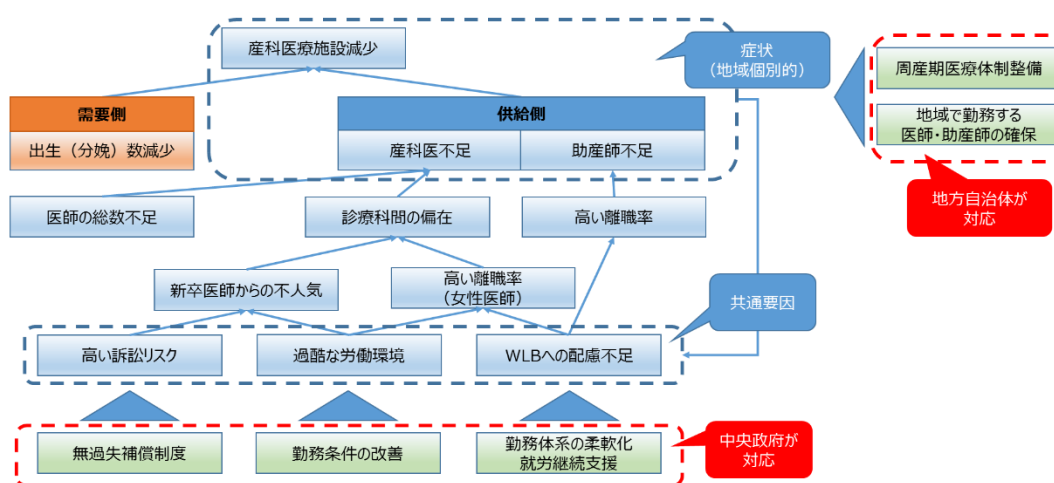 産科医療施設減少
症状
（地域個別的）
周産期医療体制整備
需要側
供給側
地域で勤務する
医師・助産師の確保
出生（分娩）数減少
産科医不足
助産師不足
地方自治体が
対応
医師の総数不足
診療科間の偏在
高い離職率
新卒医師からの不人気
高い離職率
（女性医師）
共通要因
高い訴訟リスク
過酷な労働環境
WLBへの配慮不足
中央政府が
対応
無過失補償制度
勤務条件の改善
勤務体系の柔軟化
就労継続支援